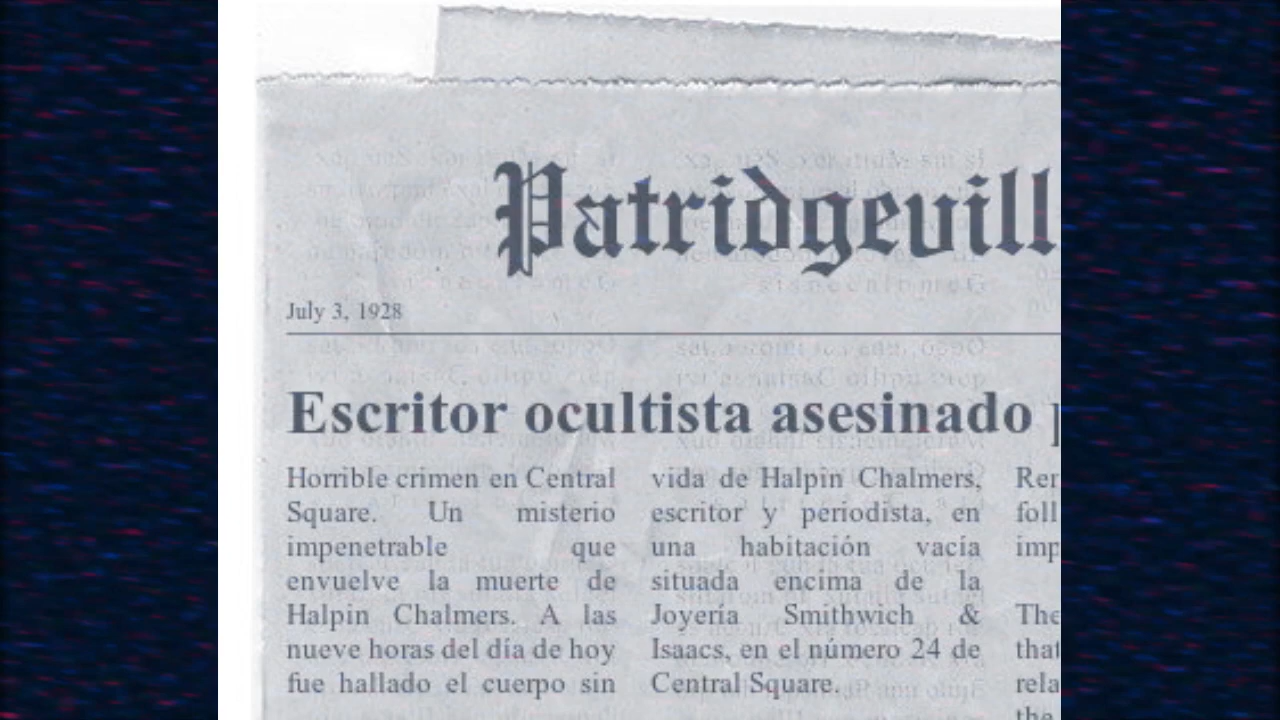 Patridgevill
July 3, 1928
Escritor ocultista asesinado
Horrible crimen en Central
Square. Un misterio
impenetrable que
envuelve la muerte de
Halpin Chalmers. A las
nueve horas del día de hoy
fue hallado el cuerpo sin
vida de Halpin Chalmers,
escritor y periodista, en
una habitación vacía
situada encima de la
Joyería Smithwich &
Isaacs, en el número 24 de
Central Square.
Rer
foll
imp
The
that
rela
the